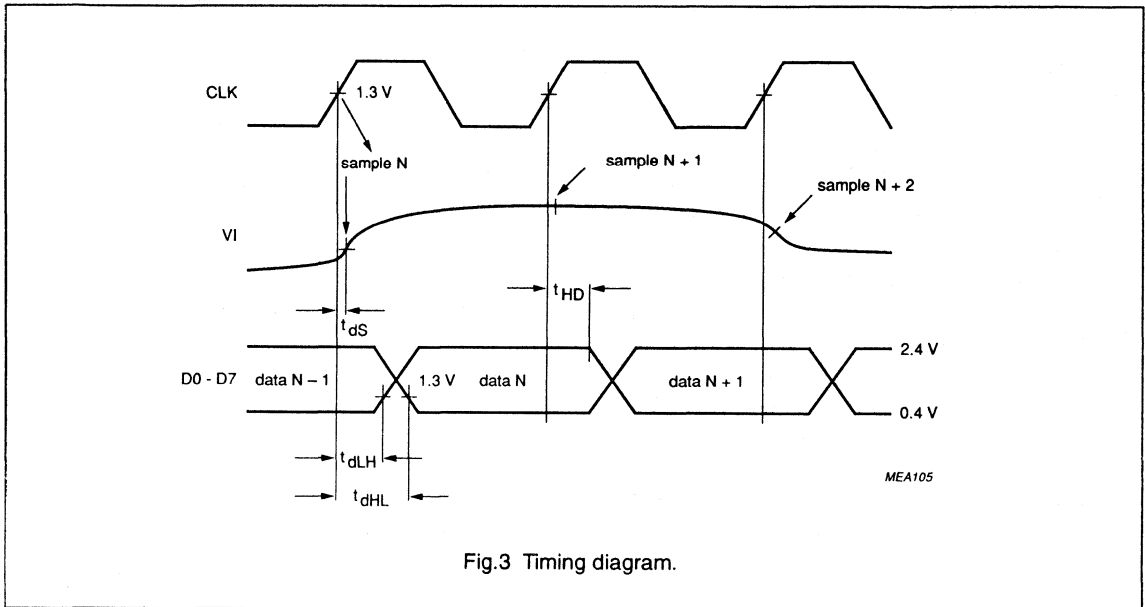 CLK
1.3 V
sample N
sample N + 1
sample N + 2
VI
t HD
t dS
2.4 V
D0 - D7
data N – 1
1.3 V
data N
data N + 1
0.4 V
t dLH
t dHL
MEA105
Fig.3 Timing diagram.